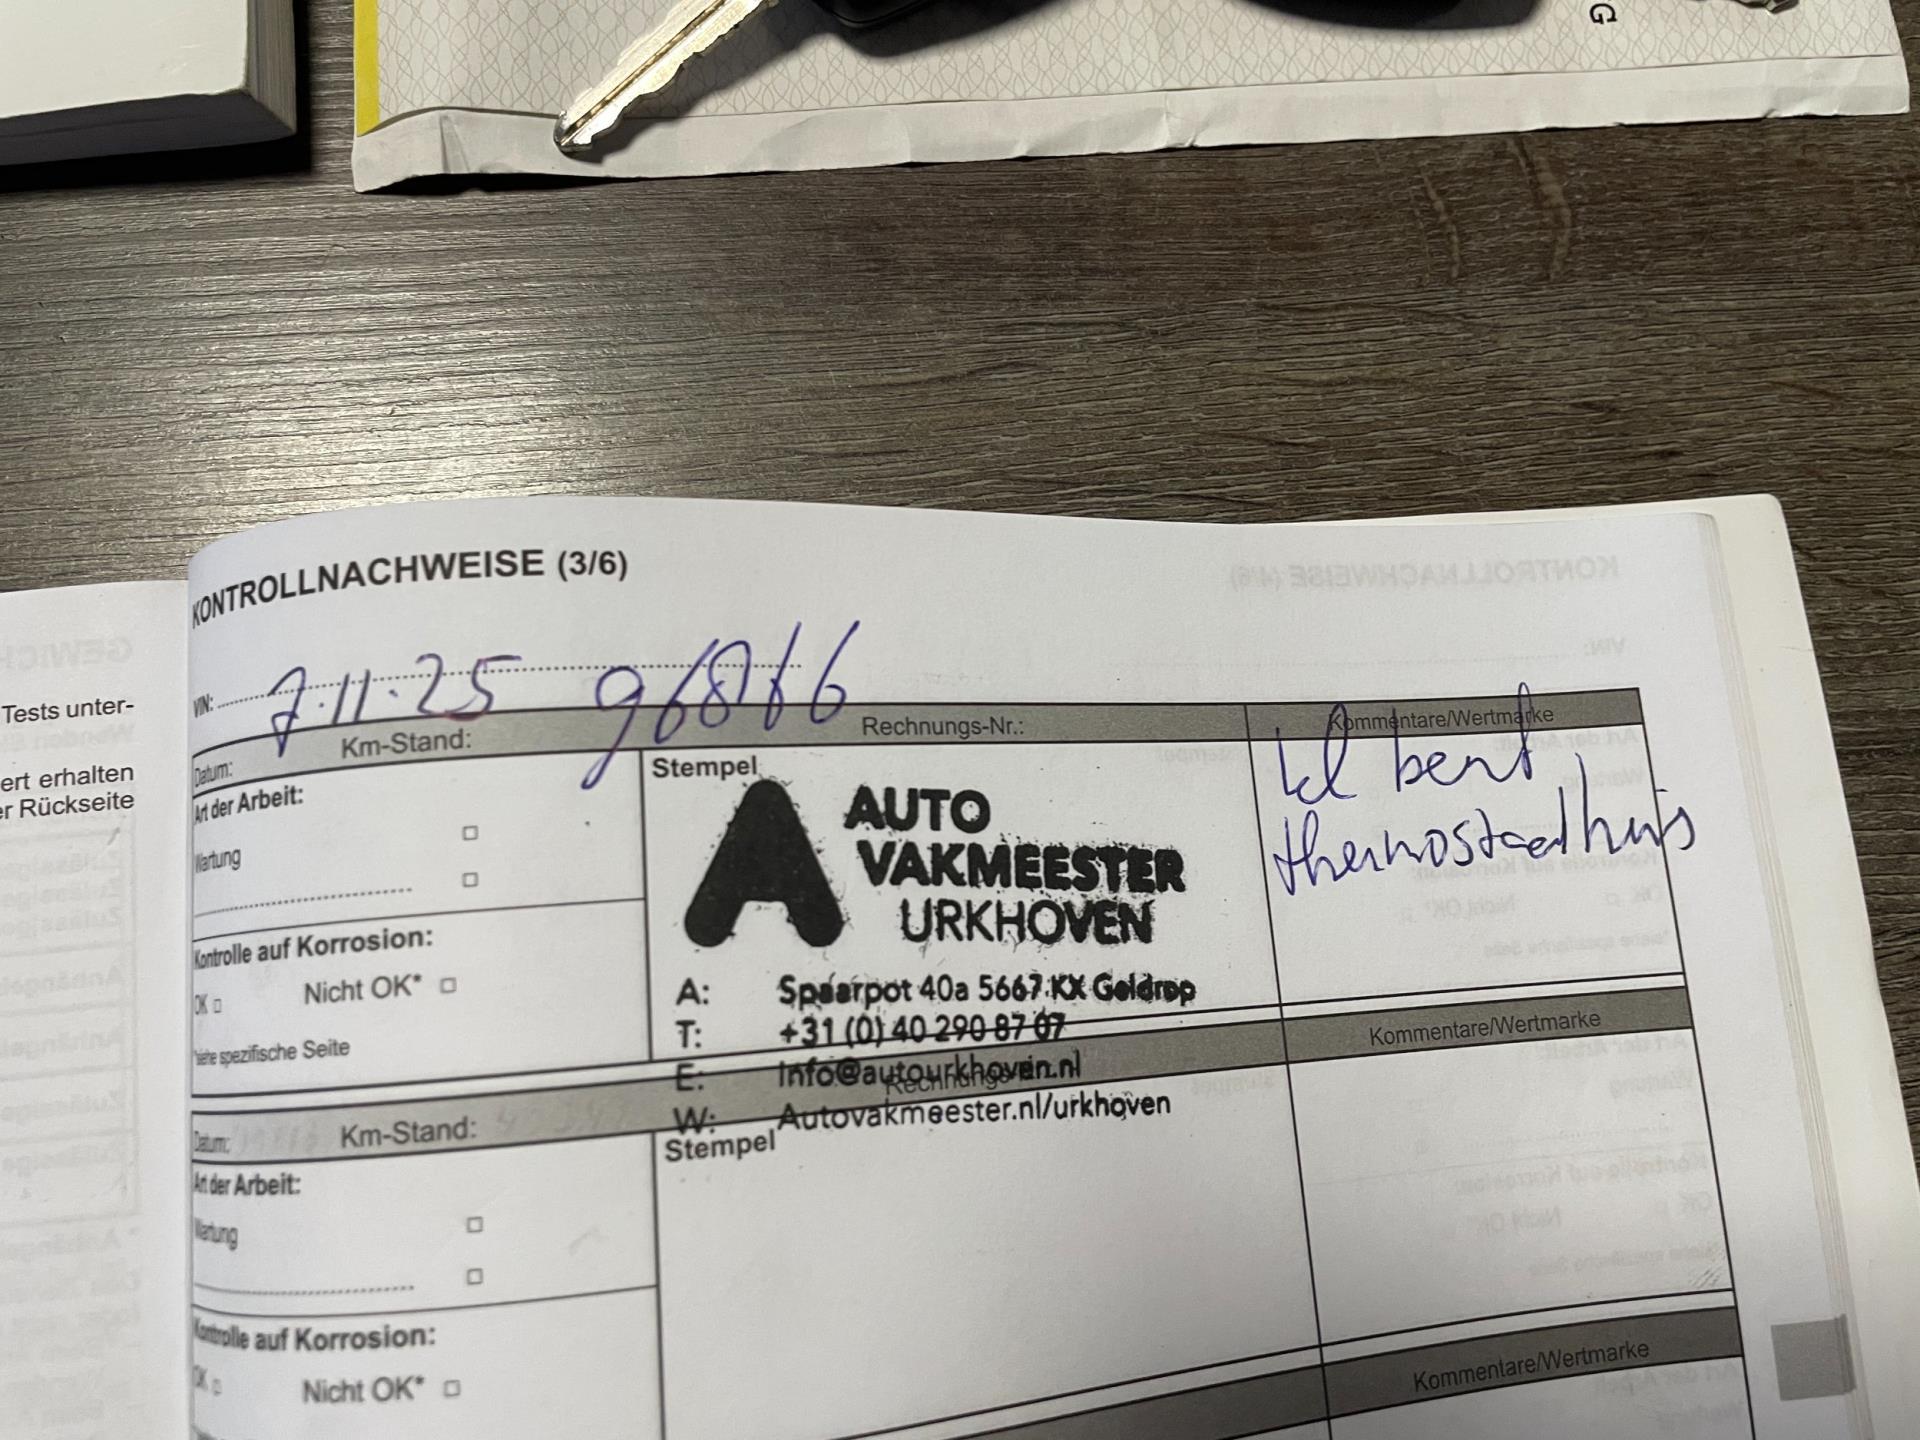 G
KONTROLLNACHWEISE (3/6)
VIN: 7.11.25
Datum: Km-Stand: Rechnungs-Nr.: Kommentare/Wertmarke
Art der Arbeit:
Wartung
Kontrolle auf Korrosion:
OK Nicht OK*
*siehe spezifische Seite
Stempel
AUTO
VAKMEESTER
URKHOVEN
A: Spaarpot 40a 5667 KX Geldrop
T: +31 (0) 40 290 87 07
E: Info@autourkhoven.nl
W: Autovakmeester.nl/urkhoven
kl beurt
thermostaathuis
Tests unter-
ert erhalten
er Rückseite
Datum: Km-Stand: Kommentare/Wertmarke
Art der Arbeit:
Wartung
Kontrolle auf Korrosion:
OK Nicht OK*
Stempel
Kommentare/Wertmarke